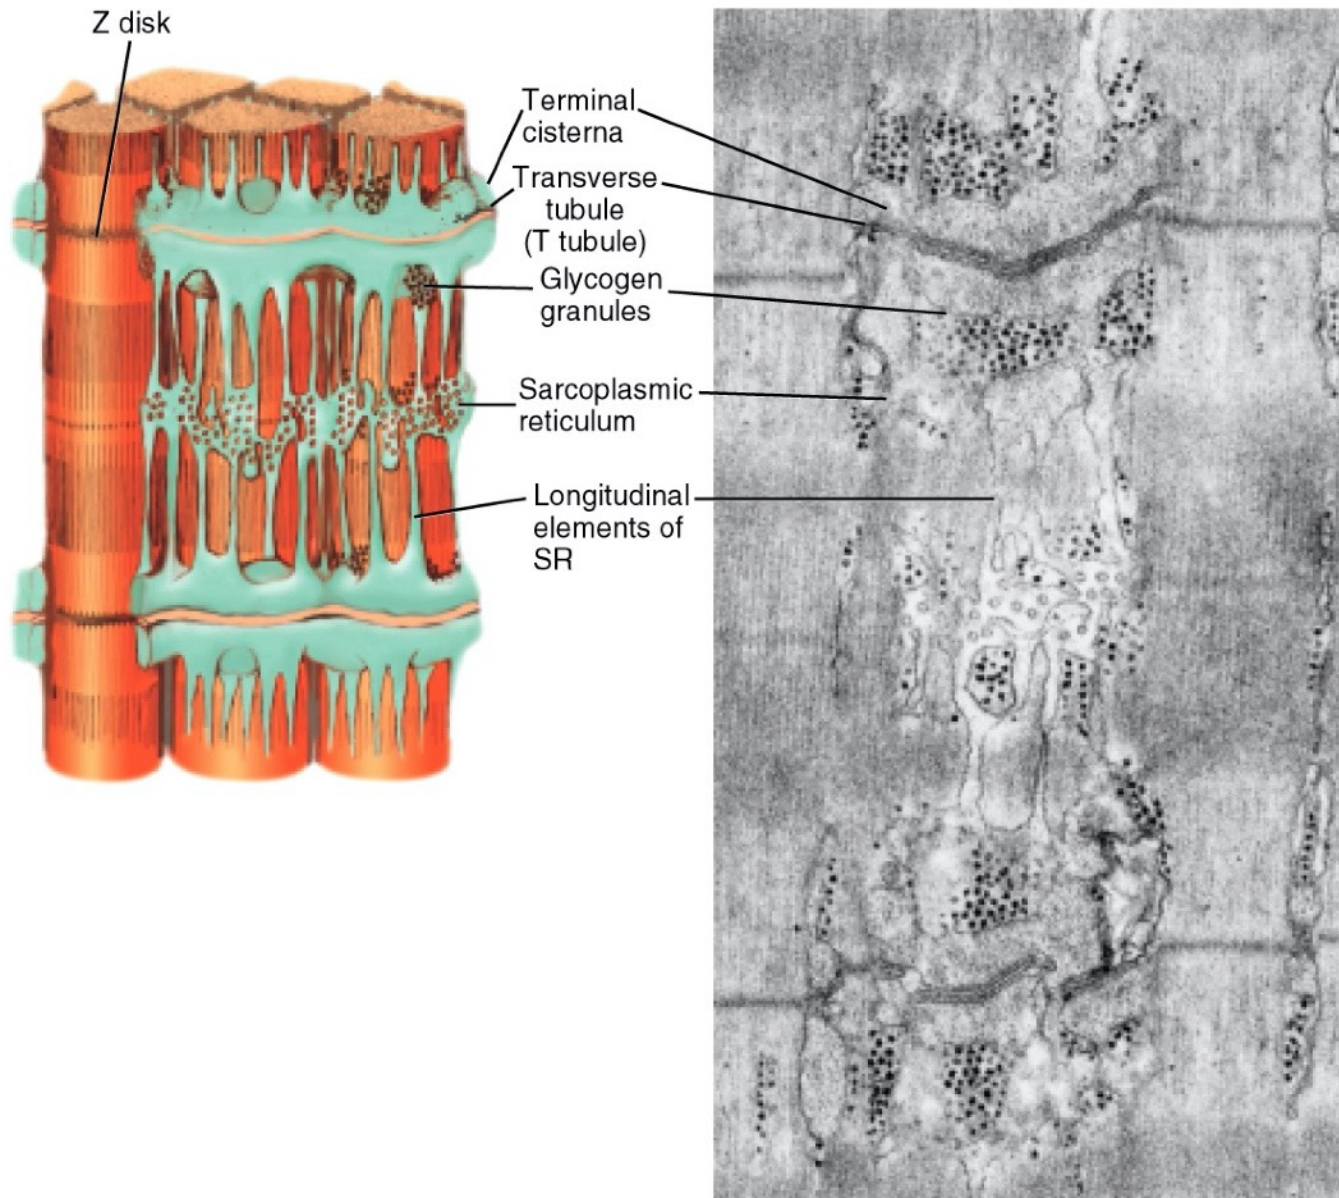 Z disk
Terminal
cisterna
Transverse
tubule
(T tubule)
Glycogen
granules
Sarcoplasmic
reticulum
Longitudinal
elements of
SR